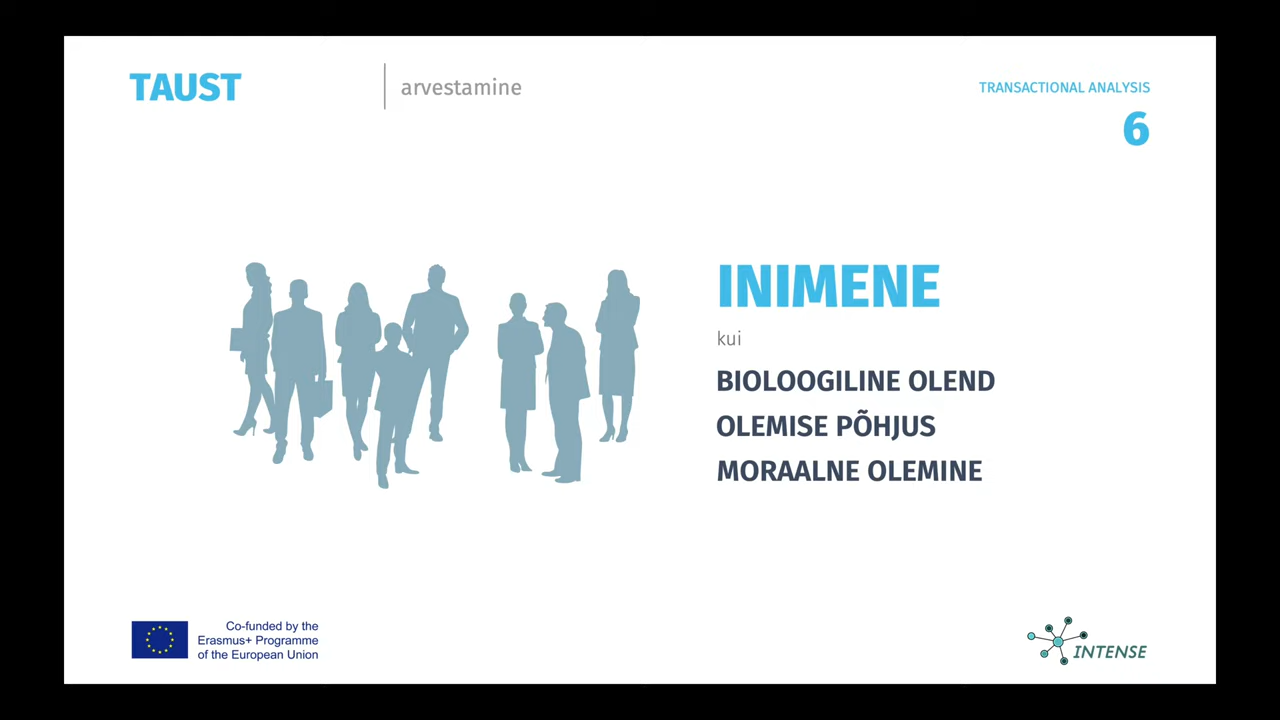 TAUST
arvestamine
TRANSACTIONAL ANALYSIS
6
INIMENE
kui
BIOLOOGILINE OLEND
OLEMISE PÕHJUS
MORAALNE OLEMINE
Co-funded by the
Erasmus+ Programme
of the European Union
INTENSE